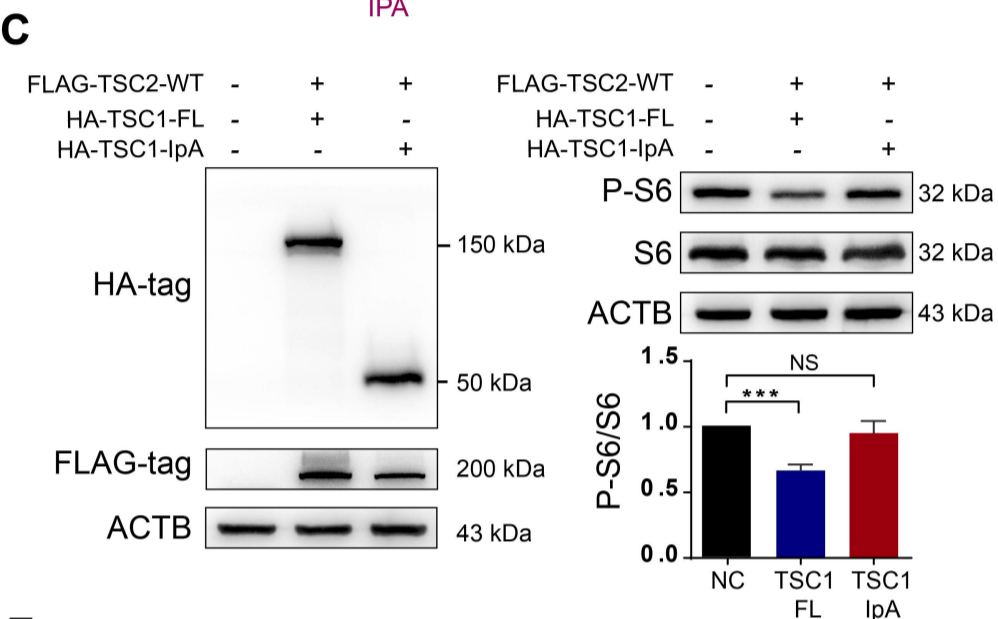 IPA
C
FLAG-TSC2-WT - + +
HA-TSC1-FL - + -
HA-TSC1-IpA - - +
HA-tag
150 kDa
50 kDa
FLAG-tag 200 kDa
ACTB 43 kDa
FLAG-TSC2-WT - + +
HA-TSC1-FL - + -
HA-TSC1-IpA - - +
P-S6 32 kDa
S6 32 kDa
ACTB 43 kDa
P-S6/S6
1.5
1.0
0.5
0.0
NS
***
NC TSC1 TSC1
FL IpA